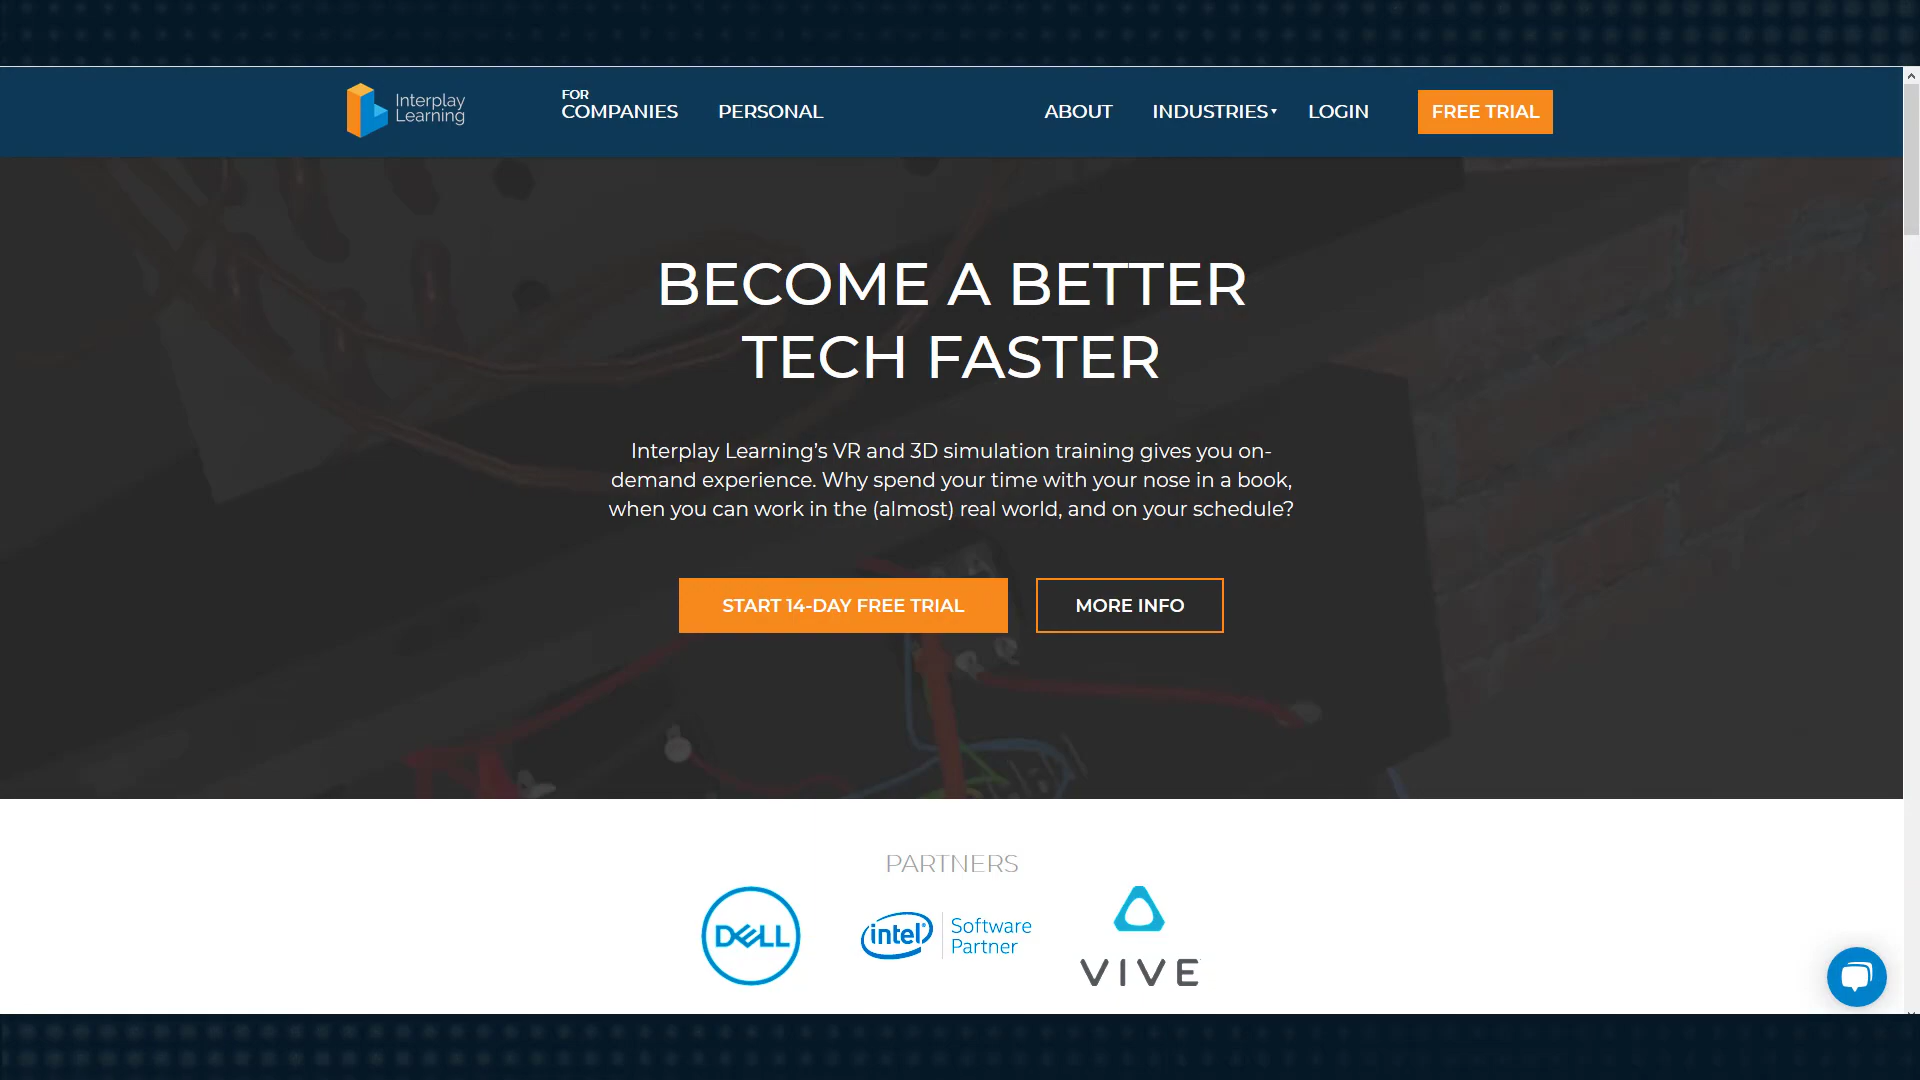 Interplay
Learning
FOR
COMPANIES
PERSONAL
ABOUT
INDUSTRIES
LOGIN
FREE TRIAL
BECOME A BETTER
TECH FASTER
Interplay Learning’s VR and 3D simulation training gives you on-
demand experience. Why spend your time with your nose in a book,
when you can work in the (almost) real world, and on your schedule?
START 14-DAY FREE TRIAL
MORE INFO
PARTNERS
DELL
intel
Software
Partner
VIVE